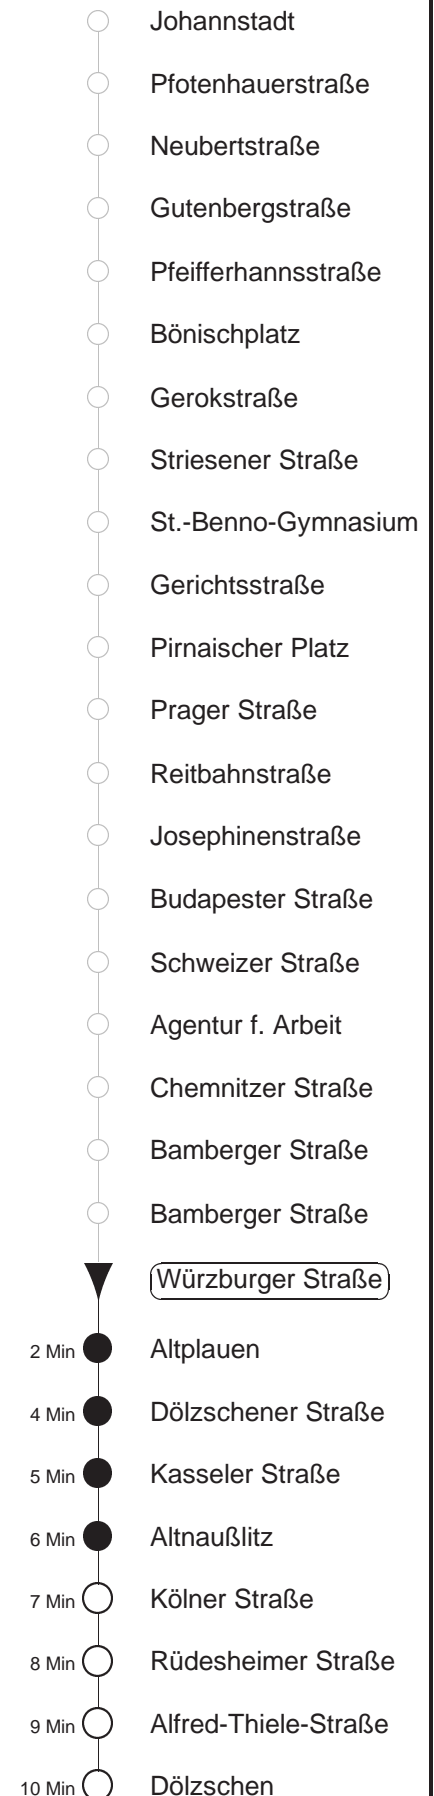 Johannstadt
Pfotenhauerstraße
Neubertstraße
Gutenbergstraße
Pfeifferhannsstraße
Bönischplatz
Gerokstraße
Striesener Straße
St.-Benno-Gymnasium
Gerichtsstraße
Pirnaischer Platz
Prager Straße
Reitbahnstraße
Josephinenstraße
Budapester Straße
Schweizer Straße
Agentur f. Arbeit
Chemnitzer Straße
Bamberger Straße
Bamberger Straße
Würzburger Straße
2 Min Altplauen
4 Min Dölzschener Straße
5 Min Kasseler Straße
6 Min Altnaußlitz
7 Min Kölner Straße
8 Min Rüdesheimer Straße
9 Min Alfred-Thiele-Straße
10 Min Dölzschen